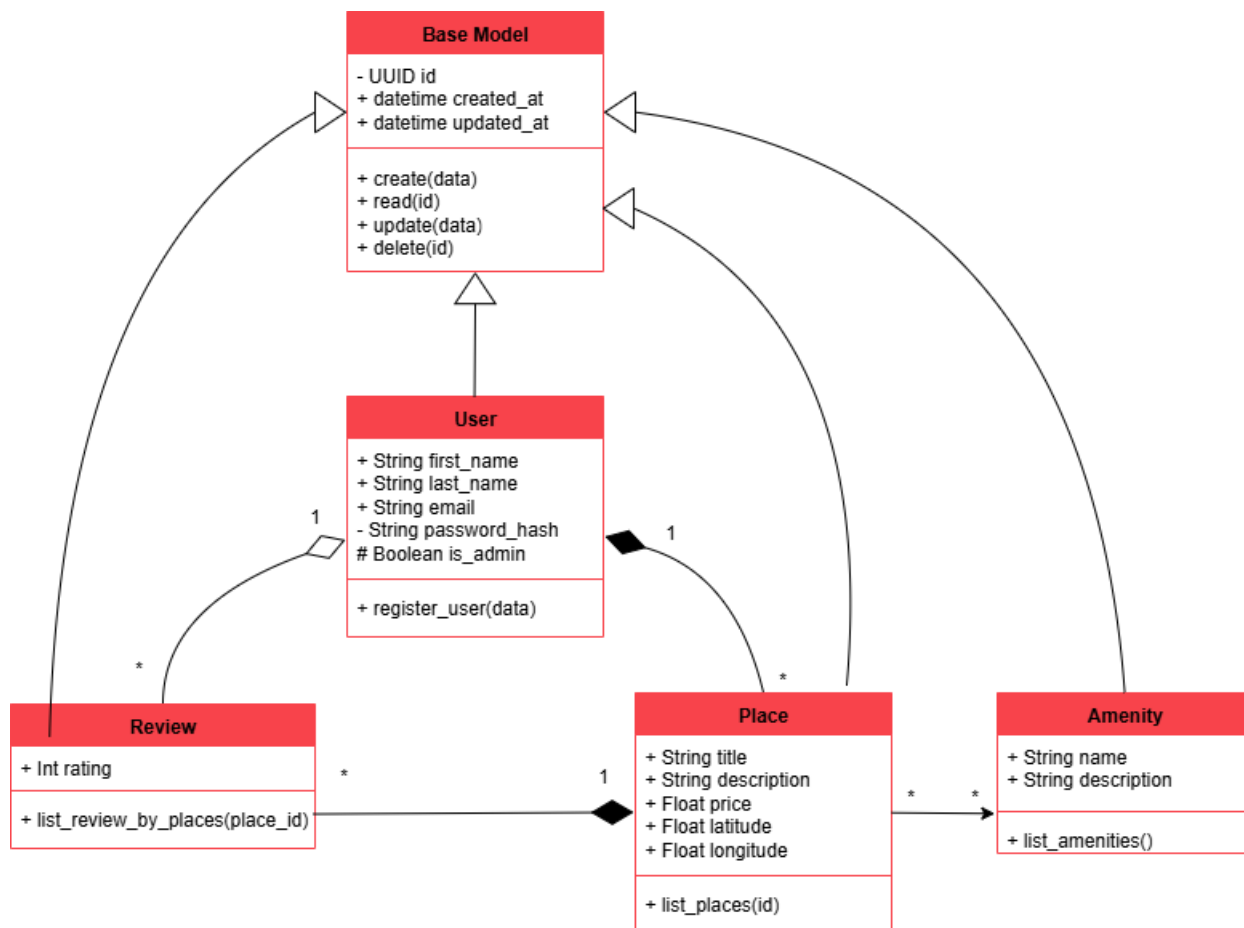 Base Model
- UUID id
+ datetime created_at
+ datetime updated_at
+ create(data)
+ read(id)
+ update(data)
+ delete(id)
User
+ String first_name
+ String last_name
+ String email
- String password_hash
# Boolean is_admin
+ register_user(data)
1
1
*
*
Review
+ Int rating
+ list_review_by_places(place_id)
*
1
Place
+ String title
+ String description
+ Float price
+ Float latitude
+ Float longitude
+ list_places(id)
*
*
Amenity
+ String name
+ String description
+ list_amenities()